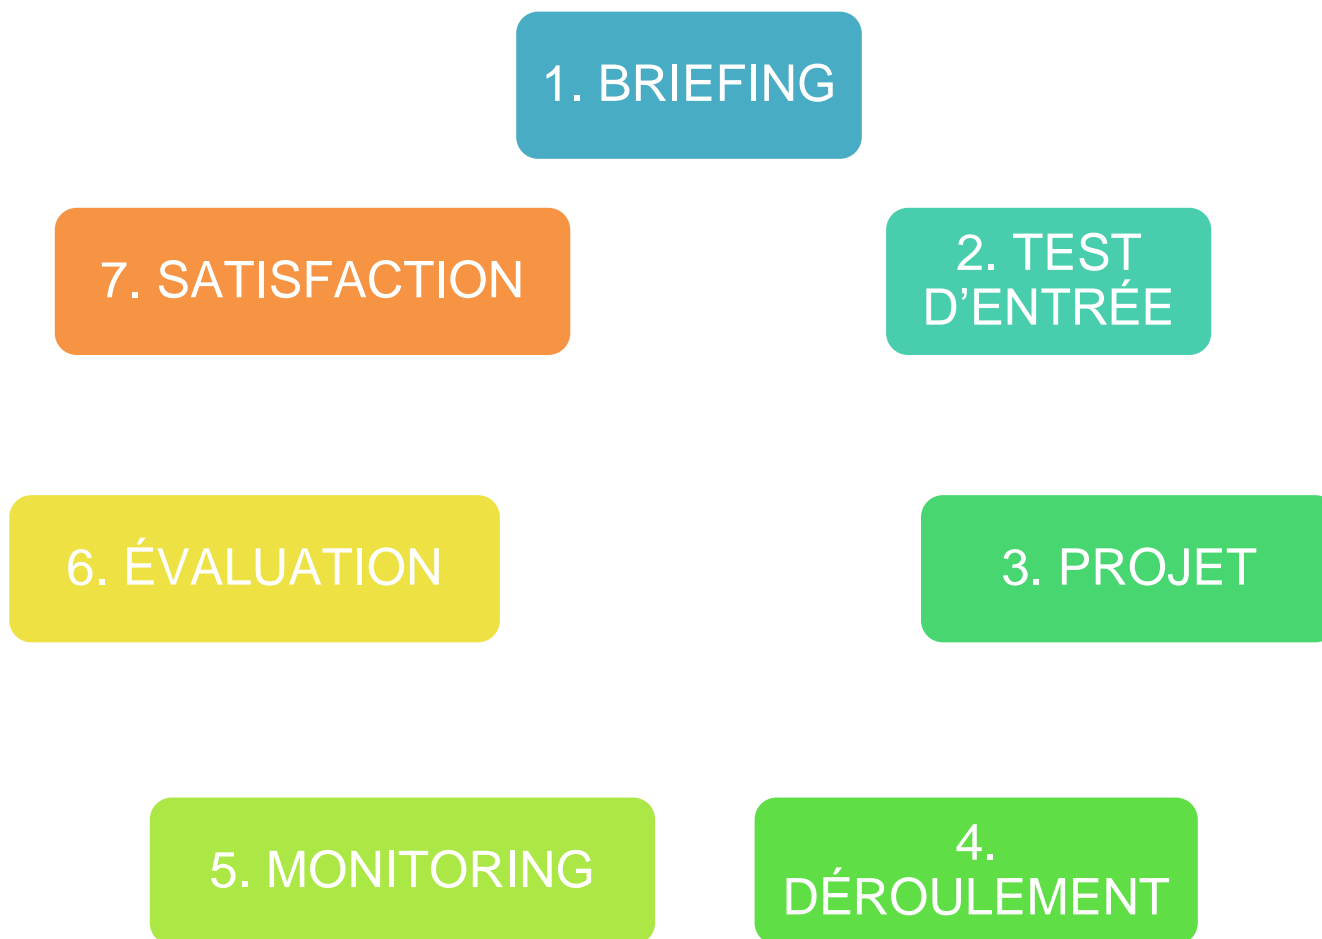 1. BRIEFING
2. TEST
D’ENTRÉE
3. PROJET
4.
DÉROULEMENT
5. MONITORING
6. ÉVALUATION
7. SATISFACTION